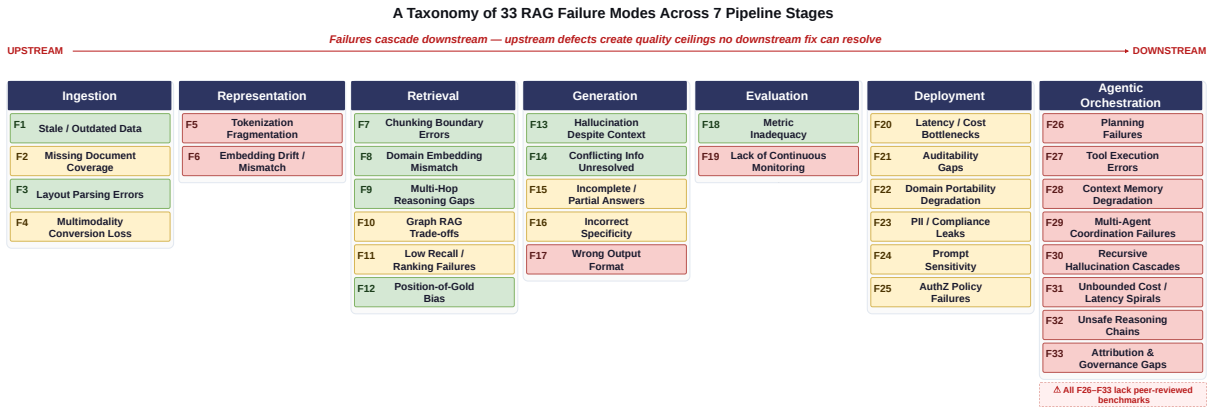 A Taxonomy of 33 RAG Failure Modes Across 7 Pipeline Stages
Failures cascade downstream — upstream defects create quality ceilings no downstream fix can resolve
UPSTREAM
DOWNSTREAM
Ingestion
F1
Stale / Outdated Data
F2
Missing Document
Coverage
F3
Layout Parsing Errors
F4
Multimodality
Conversion Loss
Representation
F5
Tokenization
Fragmentation
F6
Embedding Drift /
Mismatch
Retrieval
F7
Chunking Boundary
Errors
F8
Domain Embedding
Mismatch
F9
Multi-Hop
Reasoning Gaps
F10
Graph RAG
Trade-offs
F11
Low Recall /
Ranking Failures
F12
Position-of-Gold
Bias
Generation
F13
Hallucination
Despite Context
F14
Conflicting Info
Unresolved
F15
Incomplete /
Partial Answers
F16
Incorrect
Specificity
F17
Wrong Output
Format
Evaluation
F18
Metric
Inadequacy
F19
Lack of Continuous
Monitoring
Deployment
F20
Latency / Cost
Bottlenecks
F21
Auditability
Gaps
F22
Domain Portability
Degradation
F23
PII / Compliance
Leaks
F24
Prompt
Sensitivity
F25
AuthZ Policy
Failures
Agentic
Orchestration
F26
Planning
Failures
F27
Tool Execution
Errors
F28
Context Memory
Degradation
F29
Multi-Agent
Coordination Failures
F30
Recursive
Hallucination Cascades
F31
Unbounded Cost /
Latency Spirals
F32
Unsafe Reasoning
Chains
F33
Attribution &
Governance Gaps
⚠ All F26–F33 lack peer-reviewed
benchmarks